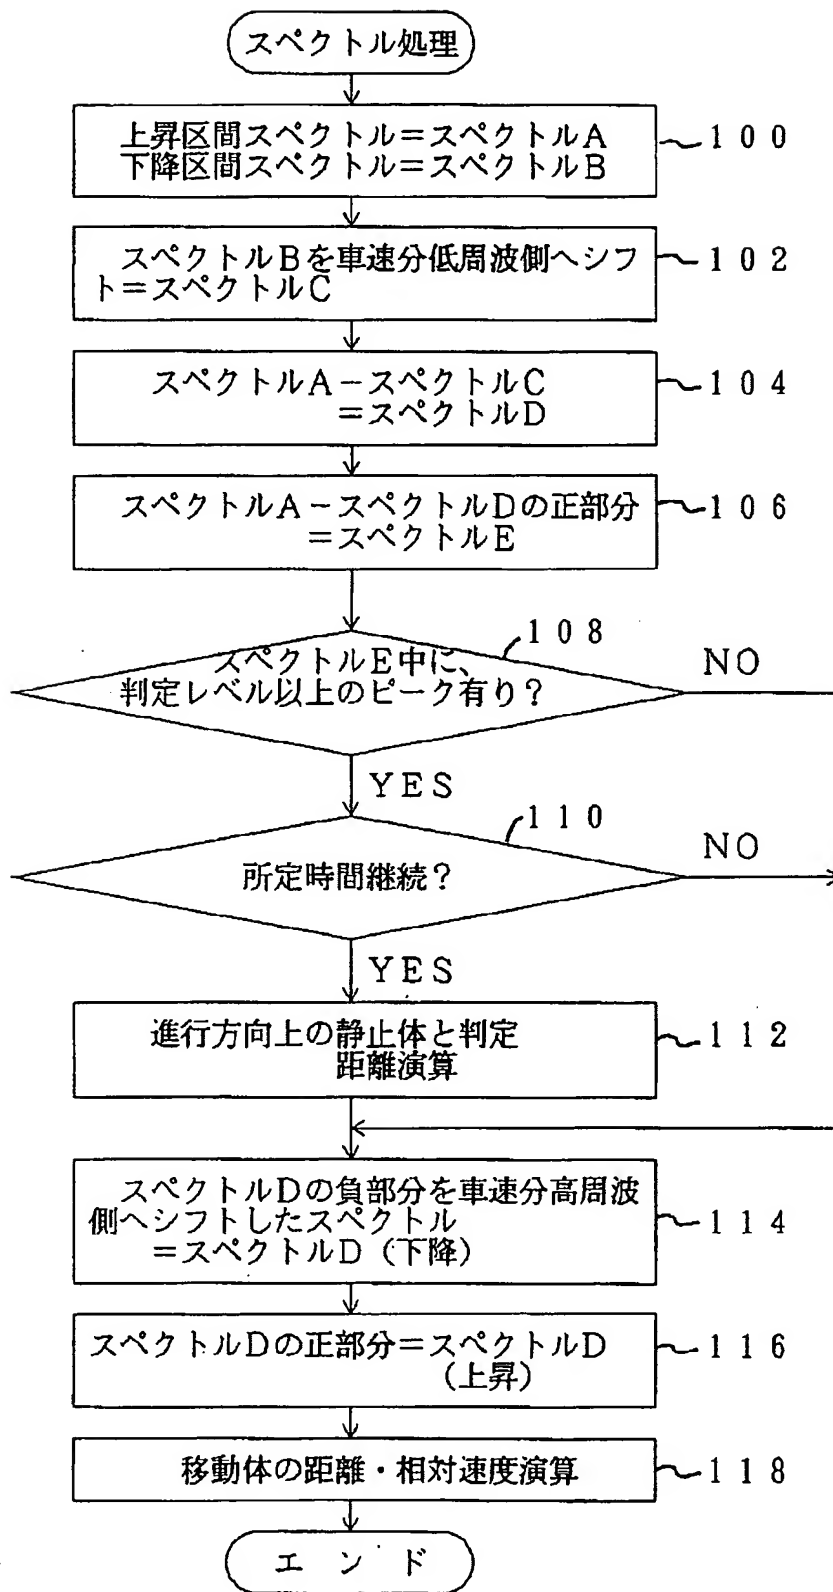 スペクトル処理
上昇区間スペクトル＝スペクトルA
下降区間スペクトル＝スペクトルB
100
スペクトルBを車速分低周波側へシフ
ト＝スペクトルC
102
スペクトルA－スペクトルC
＝スペクトルD
104
スペクトルA－スペクトルDの正部分
＝スペクトルE
106
108
スペクトルE中に、
判定レベル以上のピーク有り？
NO
YES
110
所定時間継続？
NO
YES
進行方向上の静止体と判定
距離演算
112
スペクトルDの負部分を車速分高周波
側へシフトしたスペクトル
＝スペクトルD（下降）
114
スペクトルDの正部分＝スペクトルD
（上昇）
116
移動体の距離・相対速度演算
118
エンド